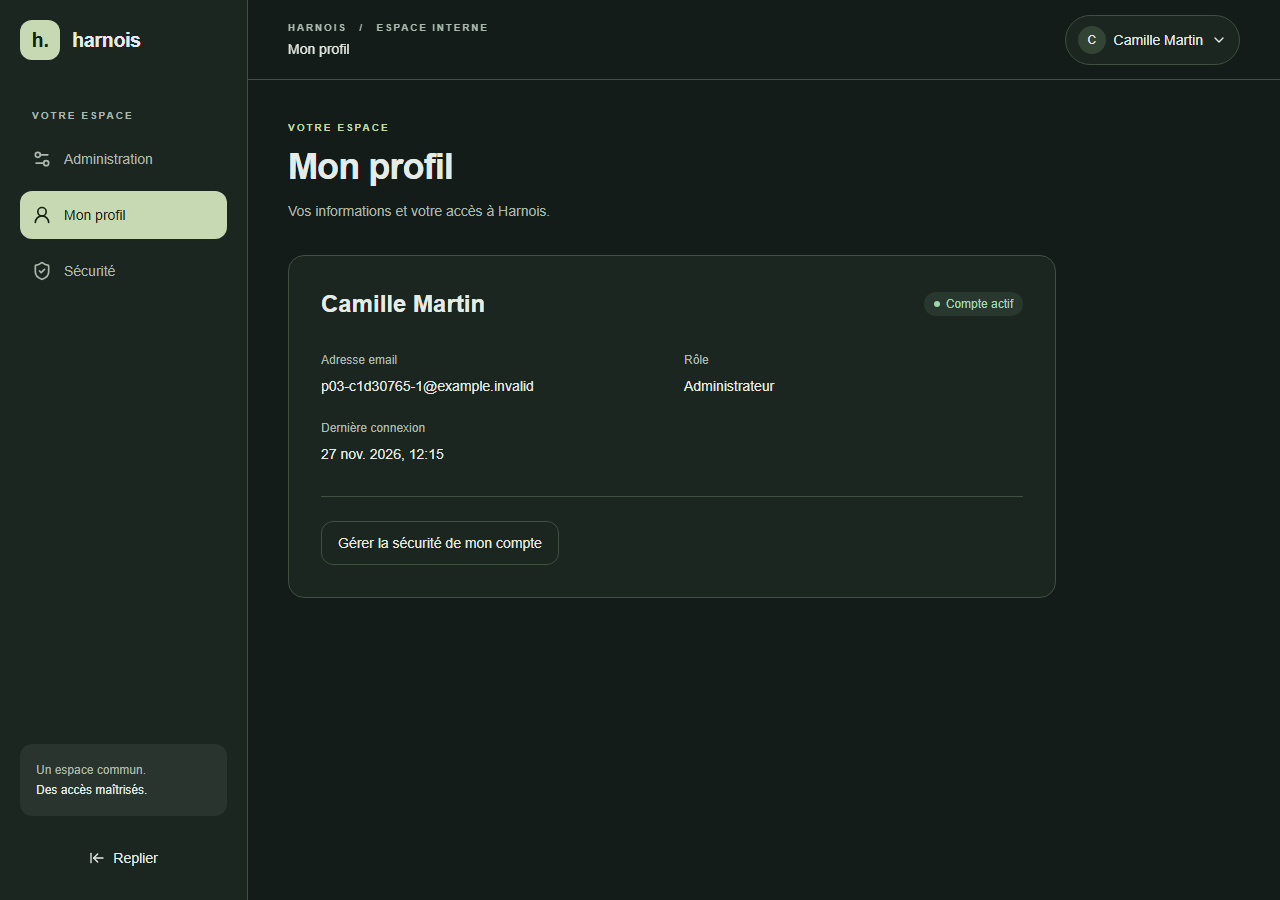 h. harnois
HARNOIS / ESPACE INTERNE
Mon profil
C Camille Martin
VOTRE ESPACE
Administration
Mon profil
Sécurité
VOTRE ESPACE
Mon profil
Vos informations et votre accès à Harnois.
Camille Martin
Compte actif
Adresse email
p03-c1d30765-1@example.invalid
Rôle
Administrateur
Dernière connexion
27 nov. 2026, 12:15
Gérer la sécurité de mon compte
Un espace commun.
Des accès maîtrisés.
Replier